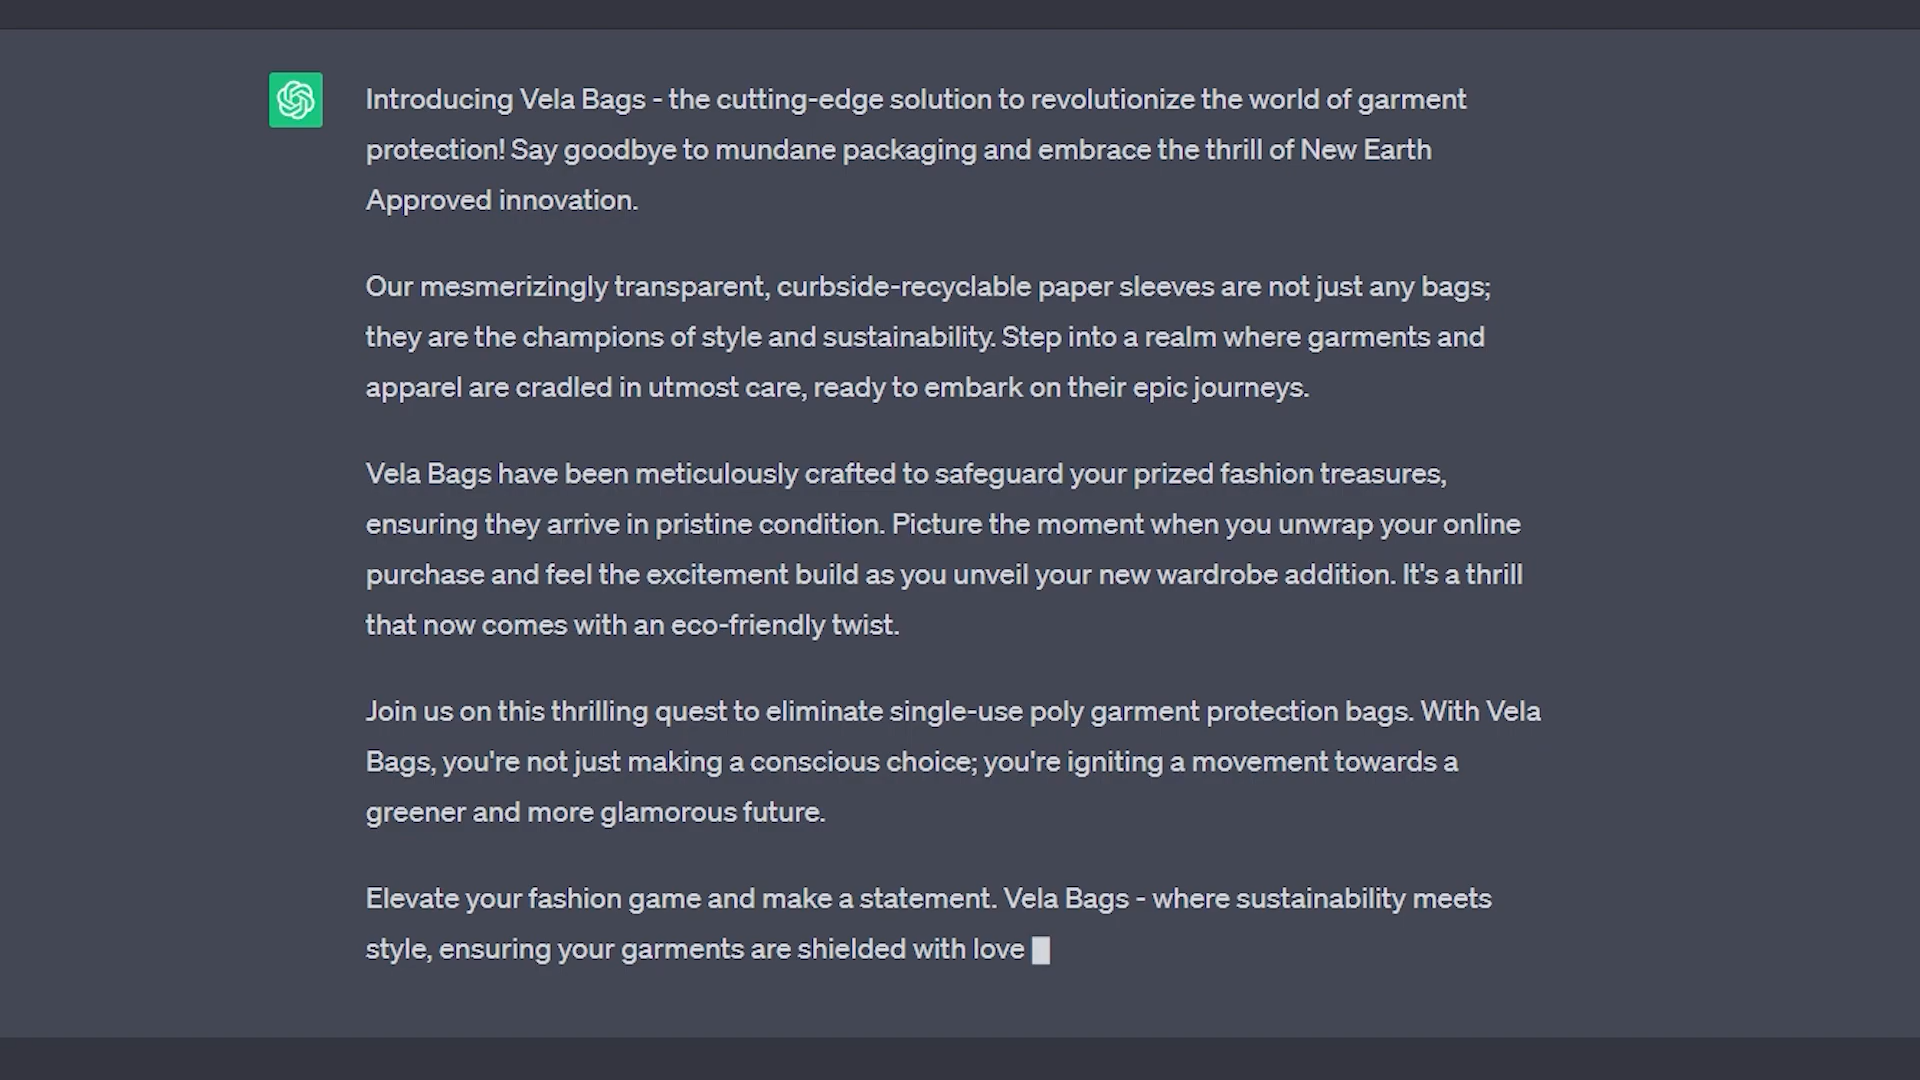 Introducing Vela Bags - the cutting-edge solution to revolutionize the world of garment
protection! Say goodbye to mundane packaging and embrace the thrill of New Earth
Approved innovation.
Our mesmerizingly transparent, curbside-recyclable paper sleeves are not just any bags;
they are the champions of style and sustainability. Step into a realm where garments and
apparel are cradled in utmost care, ready to embark on their epic journeys.
Vela Bags have been meticulously crafted to safeguard your prized fashion treasures,
ensuring they arrive in pristine condition. Picture the moment when you unwrap your online
purchase and feel the excitement build as you unveil your new wardrobe addition. It's a thrill
that now comes with an eco-friendly twist.
Join us on this thrilling quest to eliminate single-use poly garment protection bags. With Vela
Bags, you're not just making a conscious choice; you're igniting a movement towards a
greener and more glamorous future.
Elevate your fashion game and make a statement. Vela Bags - where sustainability meets
style, ensuring your garments are shielded with love